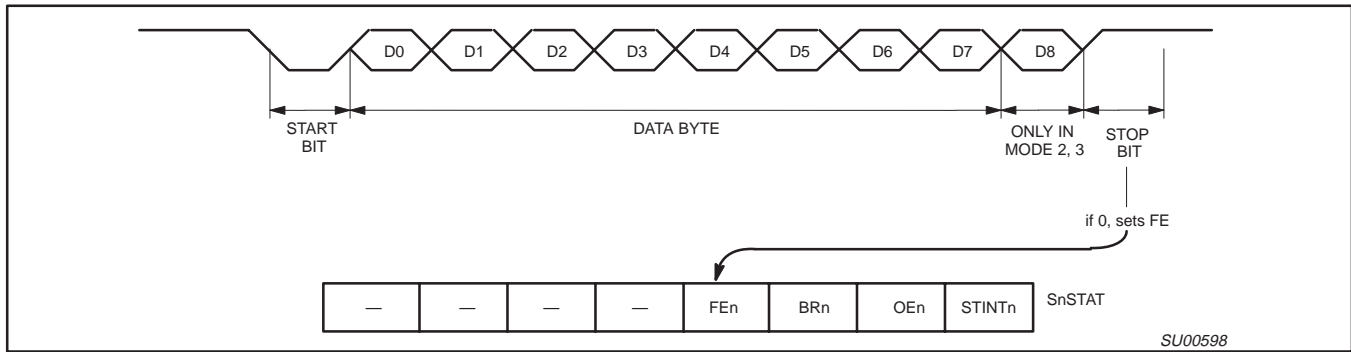 D0 D1 D2 D3 D4 D5 D6 D7 D8
START
BIT
DATA BYTE
ONLY IN
MODE 2, 3
STOP
BIT
if 0, sets FE
— — — — FEn BRn OEn STINTn SnSTAT
SU00598